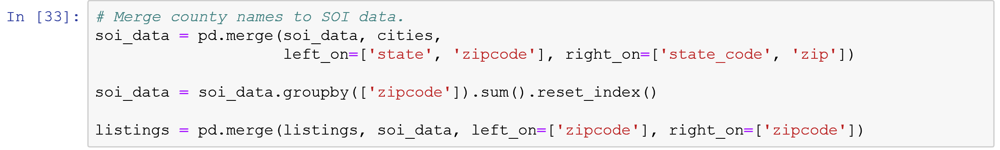 In [33]: # Merge county names to SOI data.
soi_data = pd.merge(soi_data, cities,
                    left_on=['state', 'zipcode'], right_on=['state_code', 'zip'])

soi_data = soi_data.groupby(['zipcode']).sum().reset_index()

listings = pd.merge(listings, soi_data, left_on=['zipcode'], right_on=['zipcode'])